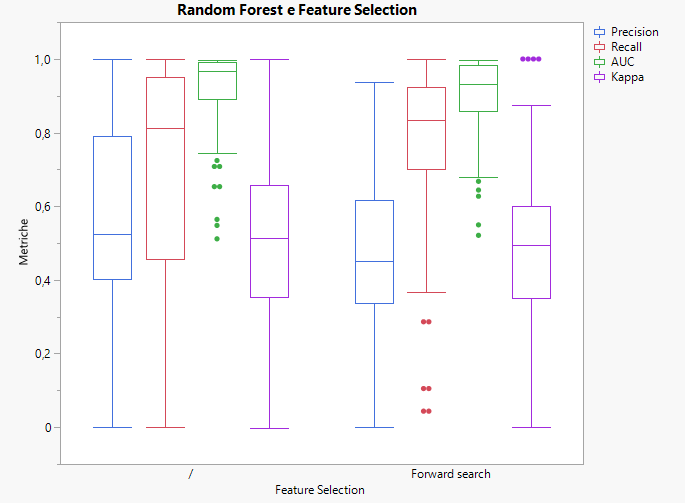 Random Forest e Feature Selection
Precision
Recall
AUC
Kappa
1,0
0,8
0,6
0,4
0,2
0
Metriche
/
Forward search
Feature Selection